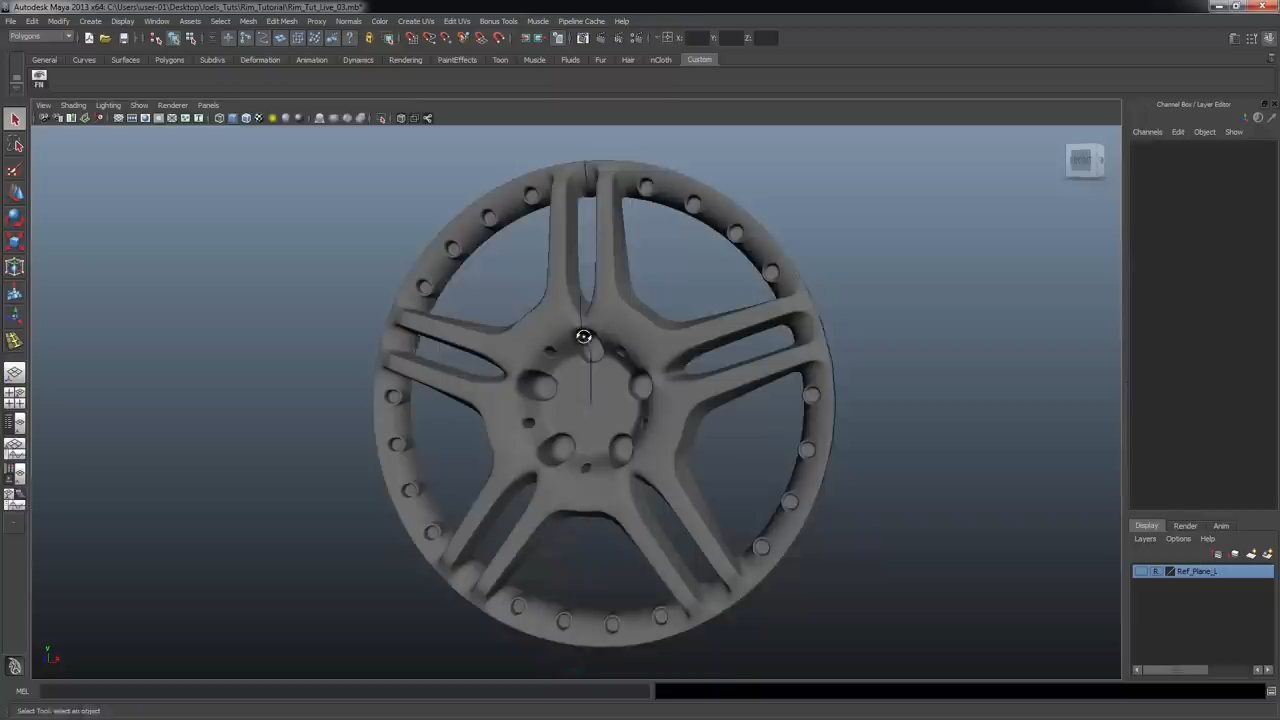 Autodesk Maya 2013 x64: C:\Users\user-01\Desktop\Joels_Tuts\Rim_Tutorial\Rim_Tut_Live_03.mb*
File Edit Modify Create Display Window Assets Select Mesh Edit Mesh Proxy Normals Color Create UVs Edit UVs Bonus Tools Muscle Pipeline Cache Help
Polygons X: Y: Z:
General Curves Surfaces Polygons Subdivs Deformation Animation Dynamics Rendering PaintEffects Toon Muscle Fluids Fur Hair nCloth Custom
FN
View Shading Lighting Show Renderer Panels
Channel Box / Layer Editor
Channels Edit Object Show
FRONT
Display Render Anim
Layers Options Help
R Ref_Plane_L
y
x
MEL
Select Tool: select an object